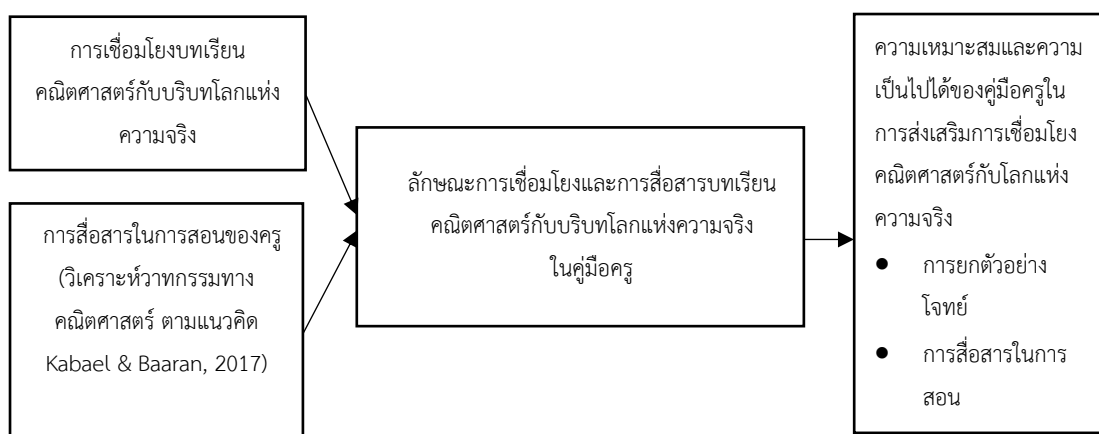 การเชื่อมโยงบทเรียน
คณิตศาสตร์กับบริบทโลกแห่ง
ความจริง
การสื่อสารในการสอนของครู
(วิเคราะห์วาทกรรมทาง
คณิตศาสตร์ ตามแนวคิด
Kabael & Baaran, 2017)
ลักษณะการเชื่อมโยงและการสื่อสารบทเรียน
คณิตศาสตร์กับบริบทโลกแห่งความจริง
ในคู่มือครู
ความเหมาะสมและความ
เป็นไปได้ของคู่มือครูใน
การส่งเสริมการเชื่อมโยง
คณิตศาสตร์กับโลกแห่ง
ความจริง
● การยกตัวอย่าง
โจทย์
● การสื่อสารในการ
สอน